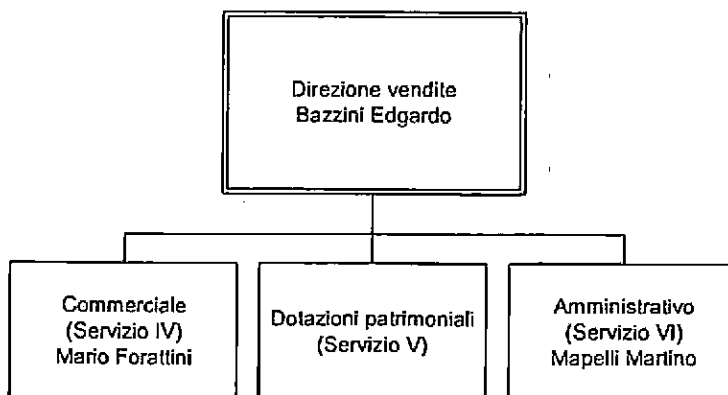 Direzione vendite
Bazzini Edgardo
Commerciale
(Servizio IV)
Mario Forattini
Dotazioni patrimoniali
(Servizio V)
Amministrativo
(Servizio VI)
Mapelli Martino